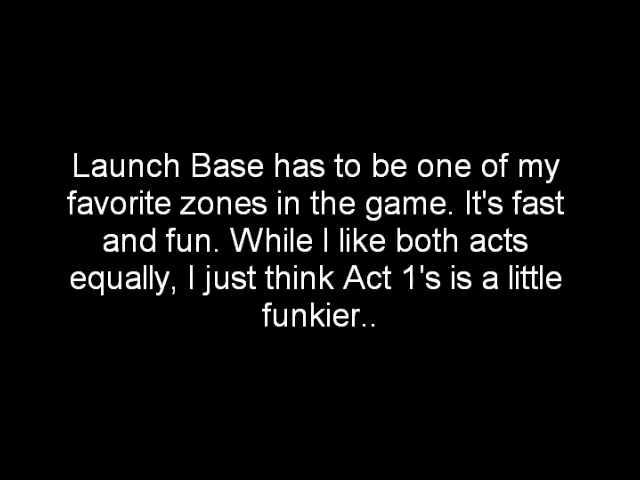 Launch Base has to be one of my
favorite zones in the game. It's fast
and fun. While I like both acts
equally, I just think Act 1's is a little
funkier..